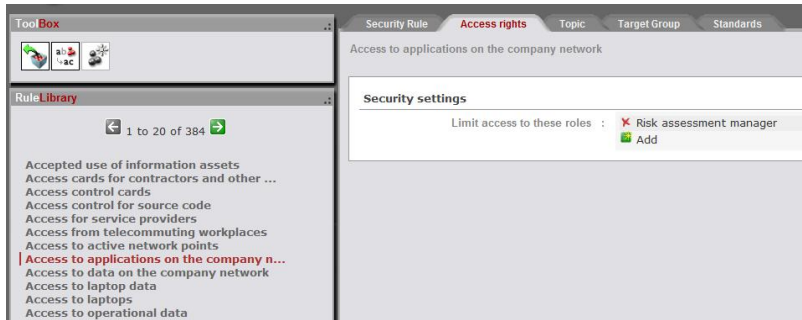 ToolBox
ab
ac
RuleLibrary
1 to 20 of 384
Accepted use of information assets
Access cards for contractors and other ...
Access control cards
Access control for source code
Access for service providers
Access from telecommuting workplaces
Access to active network points
Access to applications on the company n...
Access to data on the company network
Access to laptop data
Access to laptops
Access to operational data
Security Rule Access rights Topic Target Group Standards
Access to applications on the company network
Security settings
Limit access to these roles : Risk assessment manager
Add